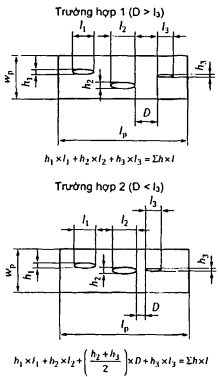 Trường hợp 1 (D > l₃)
l₁ l₂ l₃
wₚ h₁ h₂ h₃
D
lₚ
h₁ × l₁ + h₂ × l₂ + h₃ × l₃ = Σh × l
Trường hợp 2 (D < l₃)
l₃
l₁ l₂
wₚ h₁ h₂ h₃
D
lₚ
h₁ × l₁ + h₂ × l₂ + ((h₂ + h₃)/2) × D + h₃ × l₃ = Σh × l